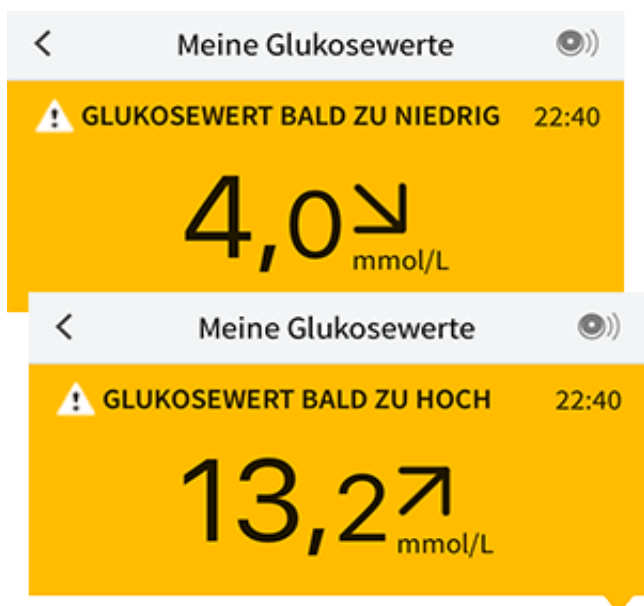 Meine Glukosewerte
GLUKOSEWERT BALD ZU NIEDRIG 22:40
4,0
mmol/L
Meine Glukosewerte
GLUKOSEWERT BALD ZU HOCH 22:40
13,2
mmol/L